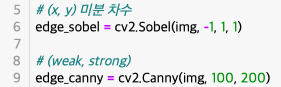 5 # (x, y) 미분 차수
6 edge_sobel = cv2.Sobel(img, -1, 1, 1)
7
8 # (weak, strong)
9 edge_canny = cv2.Canny(img, 100, 200)